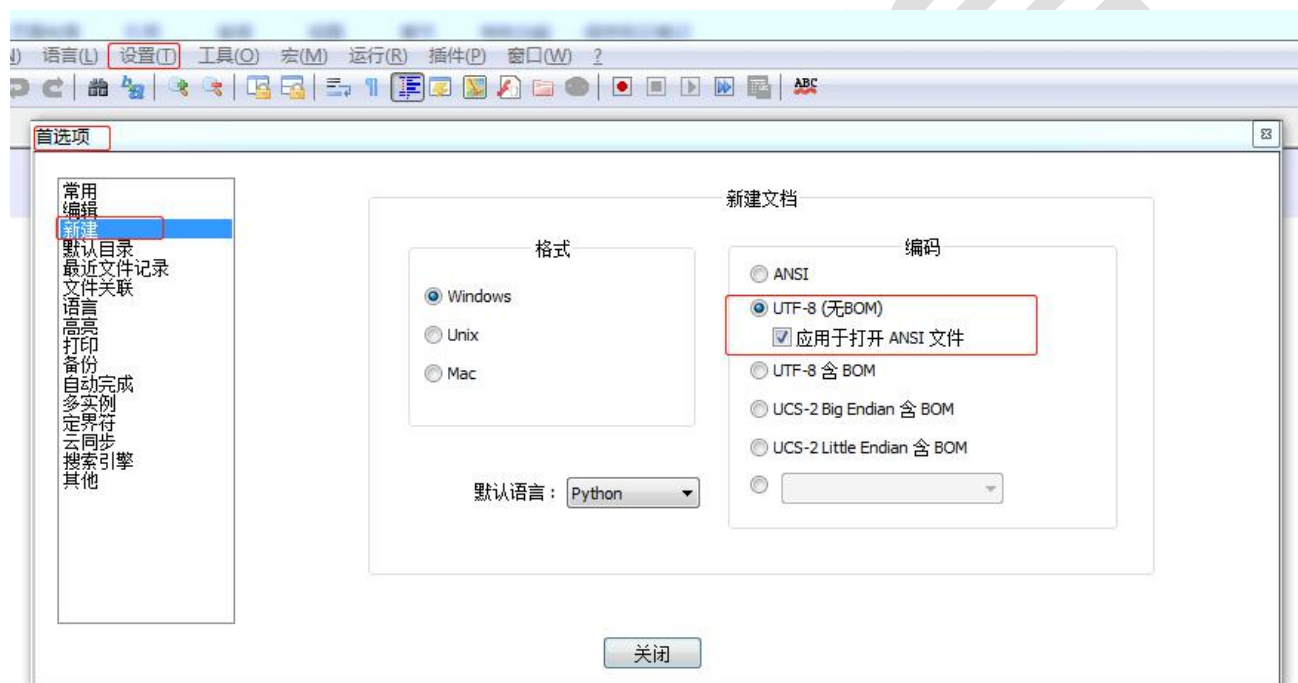 语言(L) 设置(T) 工具(O) 宏(M) 运行(R) 插件(P) 窗口(W) ?
ABC
首选项
常用
编辑
新建
默认目录
最近文件记录
文件关联
语言
高亮
打印
备份
自动完成
多实例
定界符
云同步
搜索引擎
其他
新建文档
格式
Windows
Unix
Mac
默认语言： Python
编码
ANSI
UTF-8 (无BOM)
应用于打开 ANSI 文件
UTF-8 含 BOM
UCS-2 Big Endian 含 BOM
UCS-2 Little Endian 含 BOM
关闭